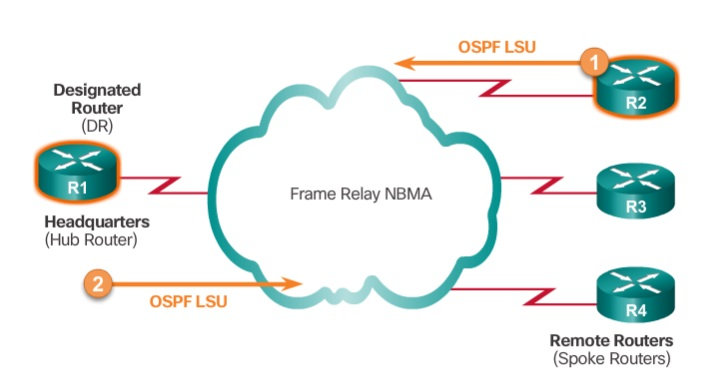 OSPF LSU
1
R2
Designated
Router
(DR)
R1
Headquarters
(Hub Router)
Frame Relay NBMA
R3
2
OSPF LSU
R4
Remote Routers
(Spoke Routers)